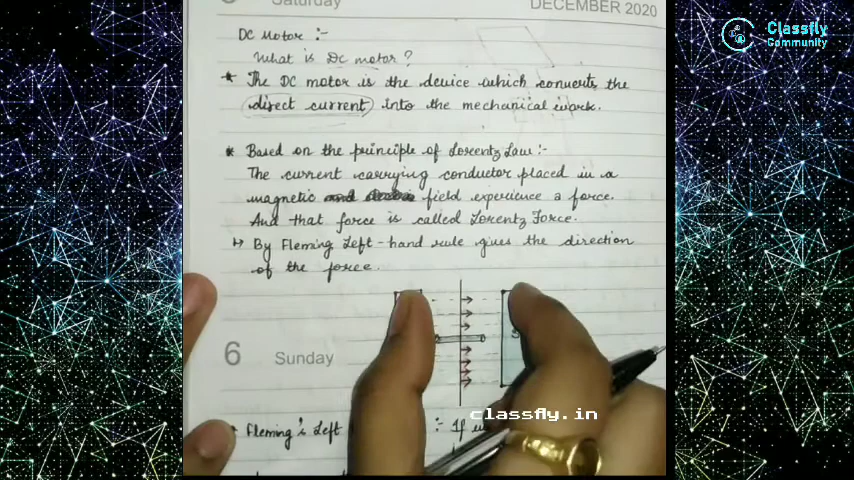 Saturday
DECEMBER 2020
Classfly
Community
DC Motor :-
What is Dc motor?
* The DC motor is the device which converts the
direct current into the mechanical work.
* Based on the principle of Lorentz Law :-
The current carrying conductor placed in a
magnetic field experience a force.
And that force is called Lorentz Force.
↳ By Fleming Left-hand rule gives the direction
of the force.
S
6 Sunday
classfly.in
* Fleming's Left :- If